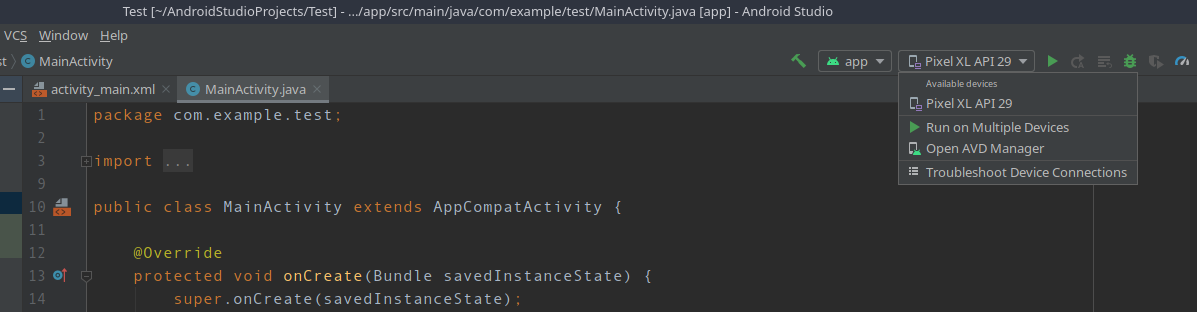 Test [~/AndroidStudioProjects/Test] - .../app/src/main/java/com/example/test/MainActivity.java [app] - Android Studio
VCS Window Help
st MainActivity app Pixel XL API 29
activity_main.xml MainActivity.java
Available devices
Pixel XL API 29
Run on Multiple Devices
Open AVD Manager
Troubleshoot Device Connections
1 package com.example.test;
2
3 import ...
9
10 public class MainActivity extends AppCompatActivity {
11
12 @Override
13 protected void onCreate(Bundle savedInstanceState) {
14 super.onCreate(savedInstanceState);